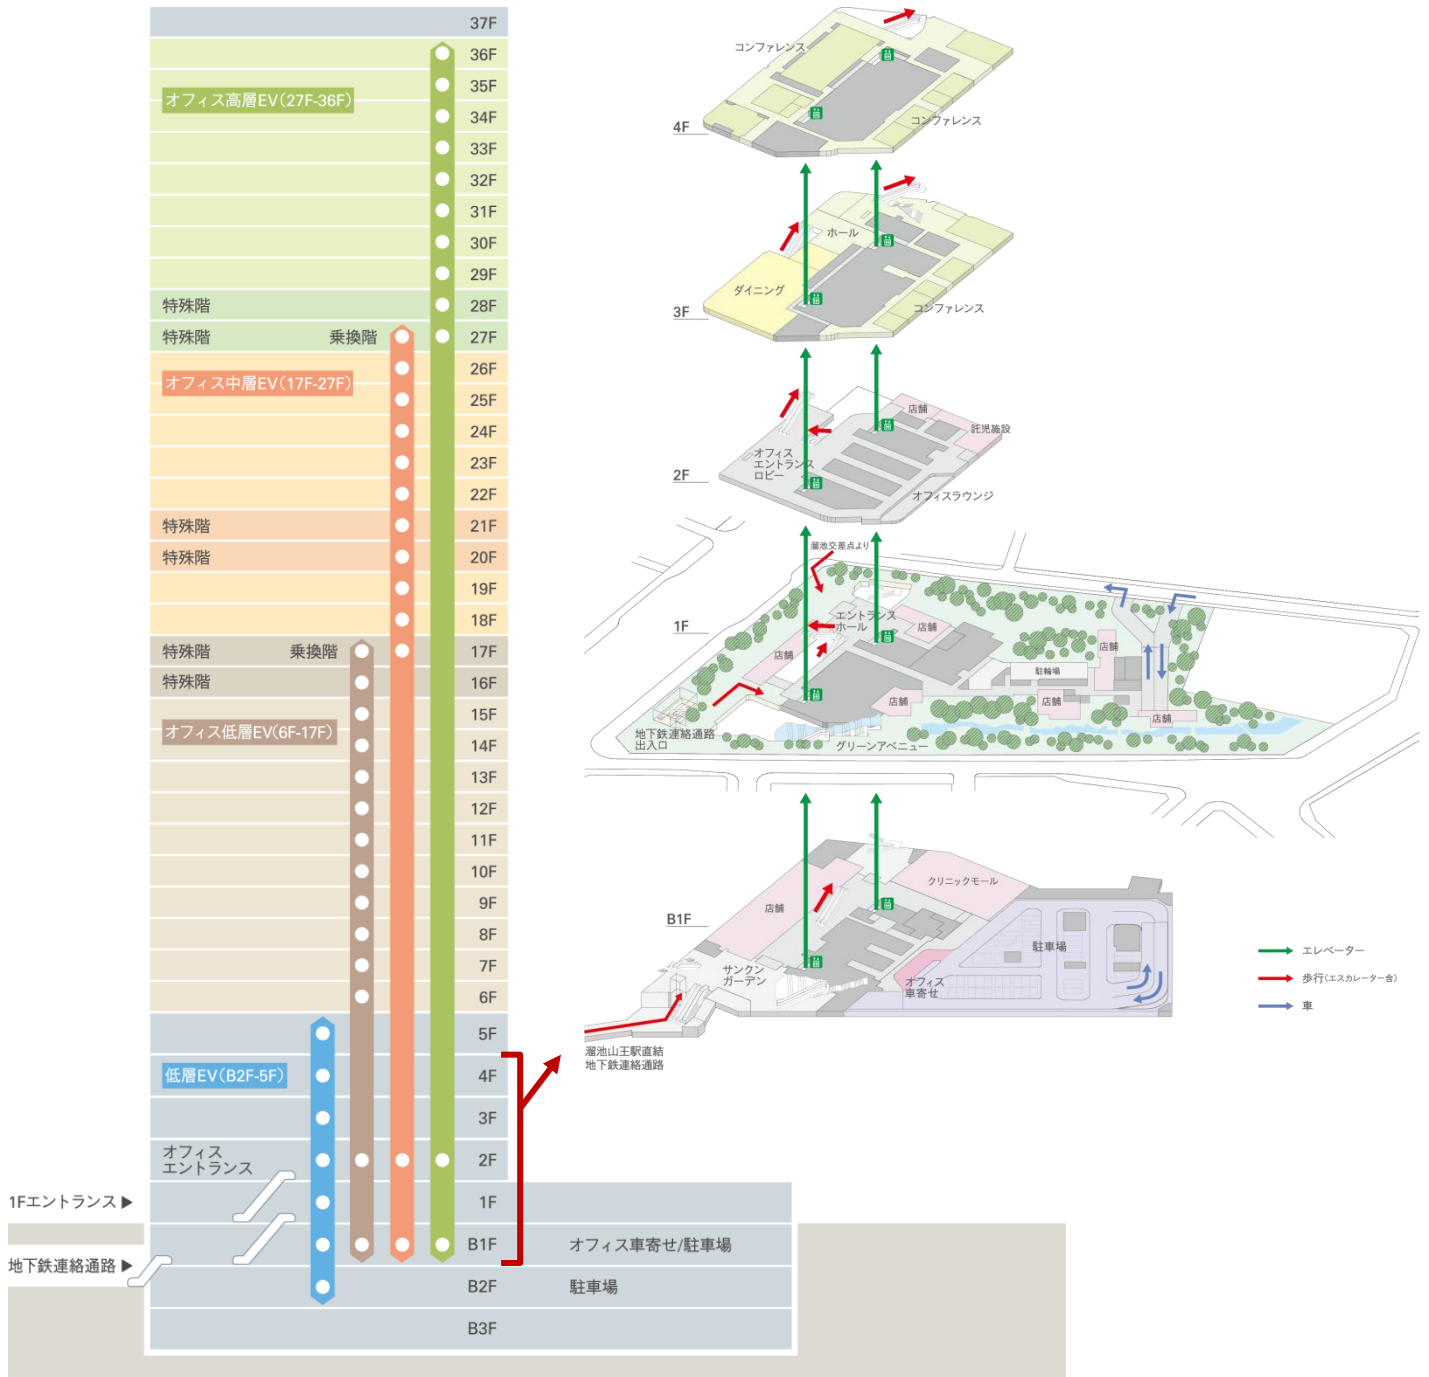 37F
36F
35F
オフィス高層EV(27F-36F)
34F
33F
32F
31F
30F
29F
特殊階 28F
特殊階 乗換階 27F
26F
オフィス中層EV(17F-27F)
25F
24F
23F
22F
特殊階 21F
特殊階 20F
19F
18F
特殊階 乗換階 17F
特殊階 16F
15F
オフィス低層EV(6F-17F)
14F
13F
12F
11F
10F
9F
8F
7F
6F
5F
低層EV(B2F-5F) 4F
3F
オフィス
エントランス
2F
1Fエントランス▶
1F
B1F オフィス車寄せ/駐車場
地下鉄連絡通路▶
B2F 駐車場
B3F
コンファレンス
コンファレンス
4F
ホール
ダイニング
コンファレンス
3F
店舗
託児施設
オフィス
エントランス
ロビー
2F
オフィスラウンジ
溜池交差点より
エントランス
ホール
店舗
1F
店舗
店舗
駐輪場
店舗
店舗
店舗
地下鉄連絡通路
出入口
グリーンアベニュー
クリニックモール
店舗
B1F
駐車場
サンクン
ガーデン
オフィス
車寄せ
溜池山王駅直結
地下鉄連絡通路
エレベーター
歩行(エスカレーター含)
車